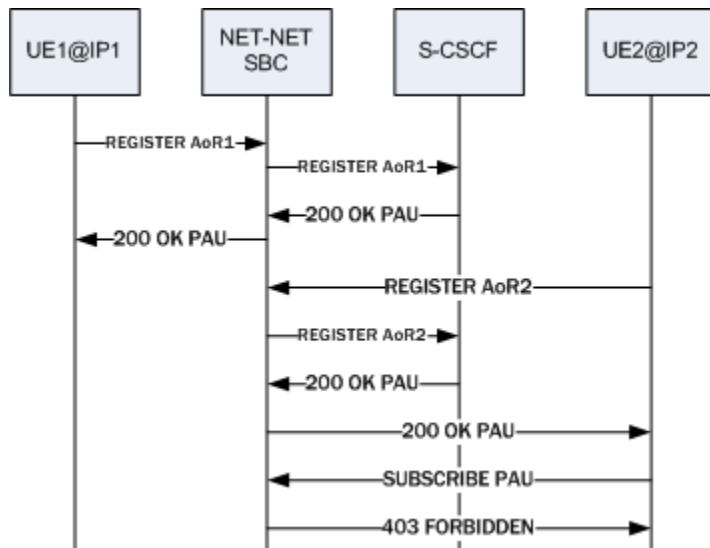 UE1@IP1
NET-NET
SBC
S-CSCF
UE2@IP2
REGISTER AoR1
REGISTER AoR1
200 OK PAU
200 OK PAU
REGISTER AoR2
REGISTER AoR2
200 OK PAU
200 OK PAU
SUBSCRIBE PAU
403 FORBIDDEN